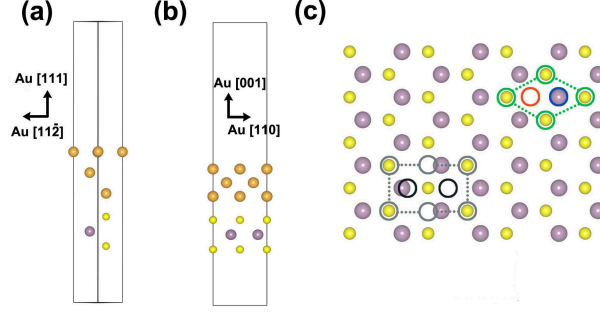 (a) (b) (c)
Au [111]
Au [112̄]
Au [001]
Au [110]